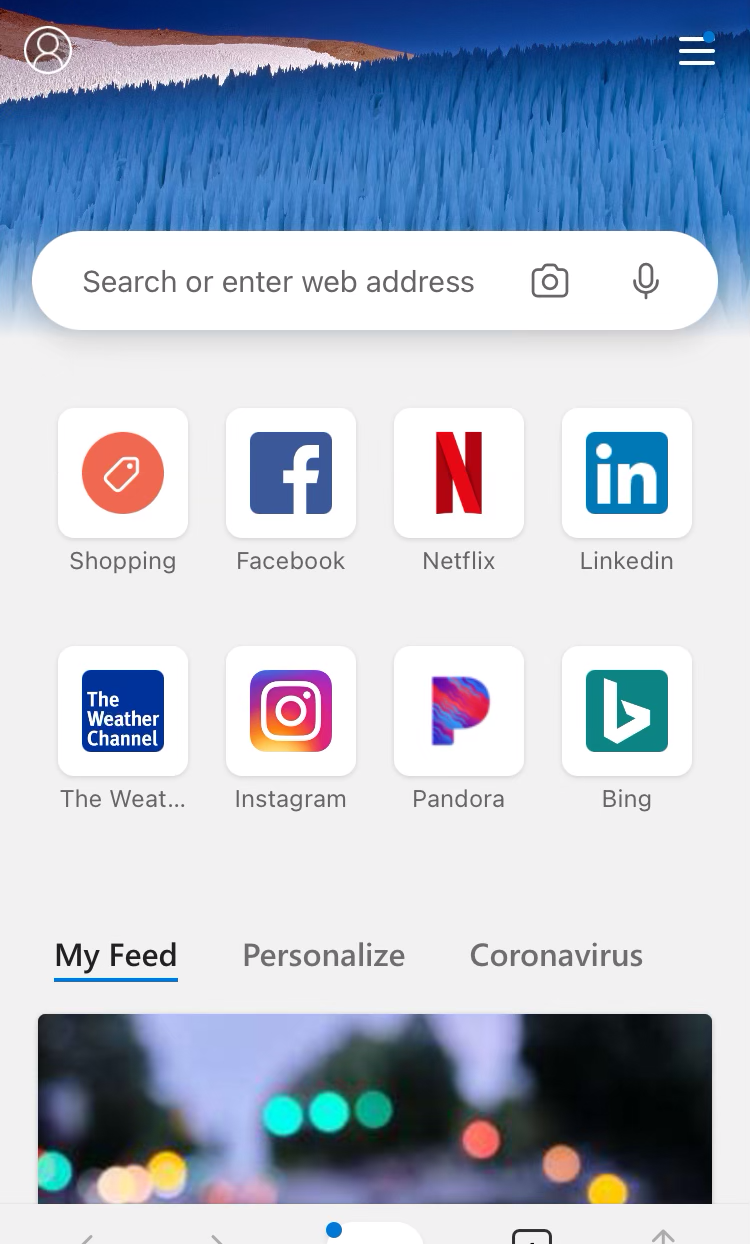 Search or enter web address
Shopping
Facebook
Netflix
in
Linkedin
The
Weather
Channel
The Weat...
Instagram
Pandora
Bing
My Feed
Personalize
Coronavirus